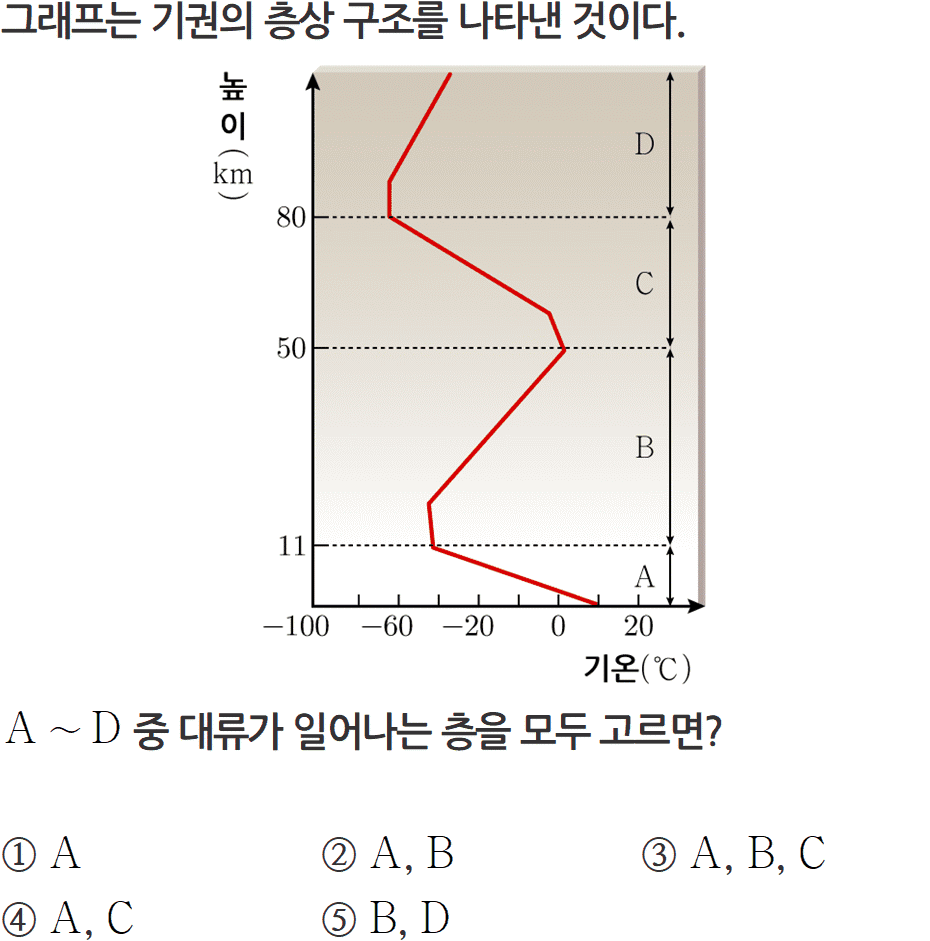 그래프는 기권의 층상 구조를 나타낸 것이다.
높이(km)
D
80
C
50
B
11
A
−100 −60 −20 0 20
기온(℃)
A ~ D 중 대류가 일어나는 층을 모두 고르면?
① A ② A, B ③ A, B, C
④ A, C ⑤ B, D